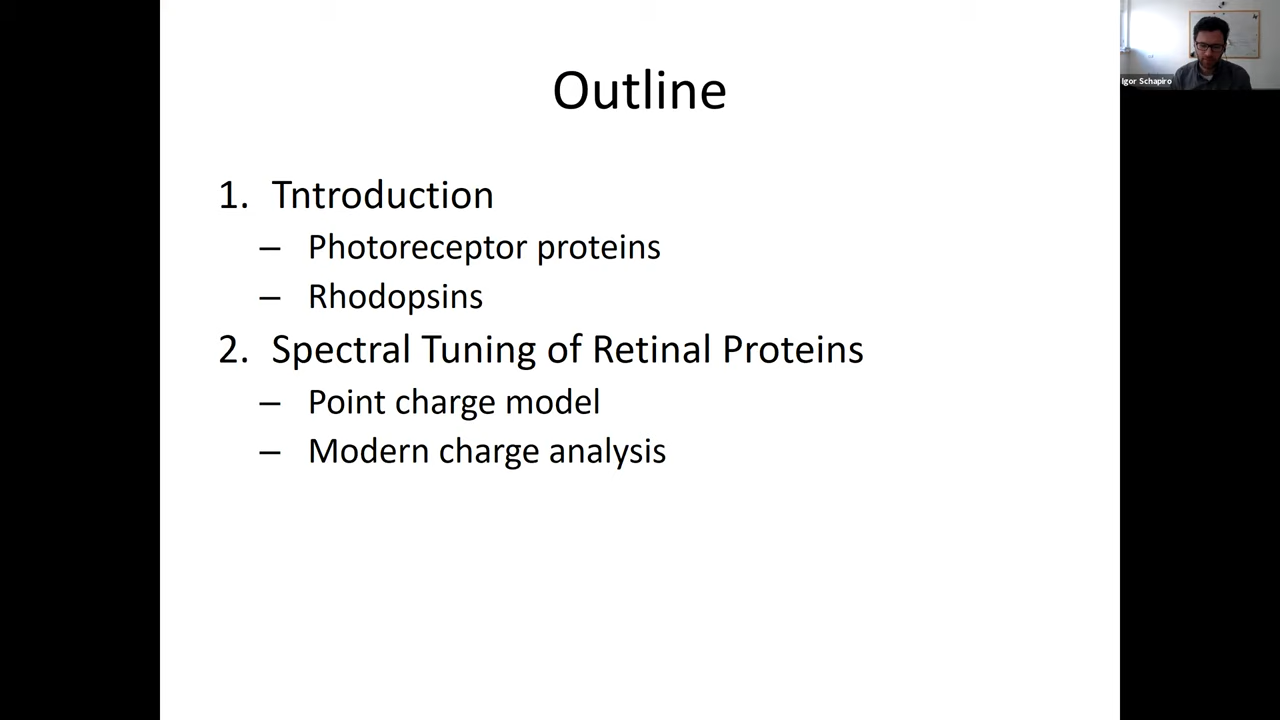 Outline
1. Tntroduction
– Photoreceptor proteins
– Rhodopsins
2. Spectral Tuning of Retinal Proteins
– Point charge model
– Modern charge analysis
Igor Schapiro